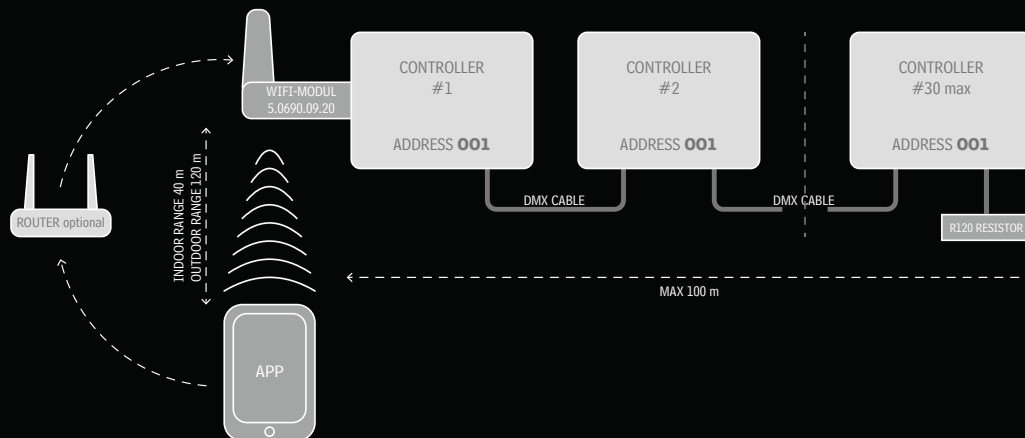 WIFI-MODUL
5.0690.09.20
CONTROLLER
#1
ADDRESS 001
CONTROLLER
#2
ADDRESS 001
CONTROLLER
#30 max
ADDRESS 001
DMX CABLE
DMX CABLE
R120 RESISTOR
ROUTER optional
INDOOR RANGE 40 m
OUTDOOR RANGE 120 m
MAX 100 m
APP